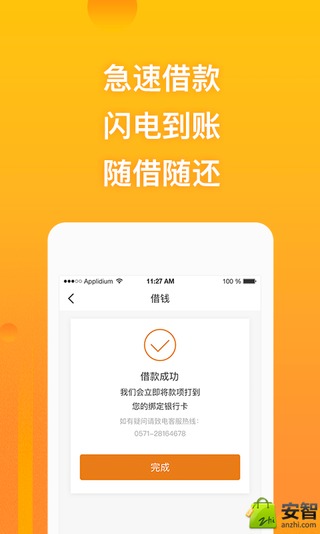 急速借款
闪电到账
随借随还
Applidium
11:27 AM
100 %
借钱
借款成功
我们会立即将款项打到
您的绑定银行卡
如有疑问请致电客服热线：
0571-28164678
完成
安智
anzhi.com
zhi